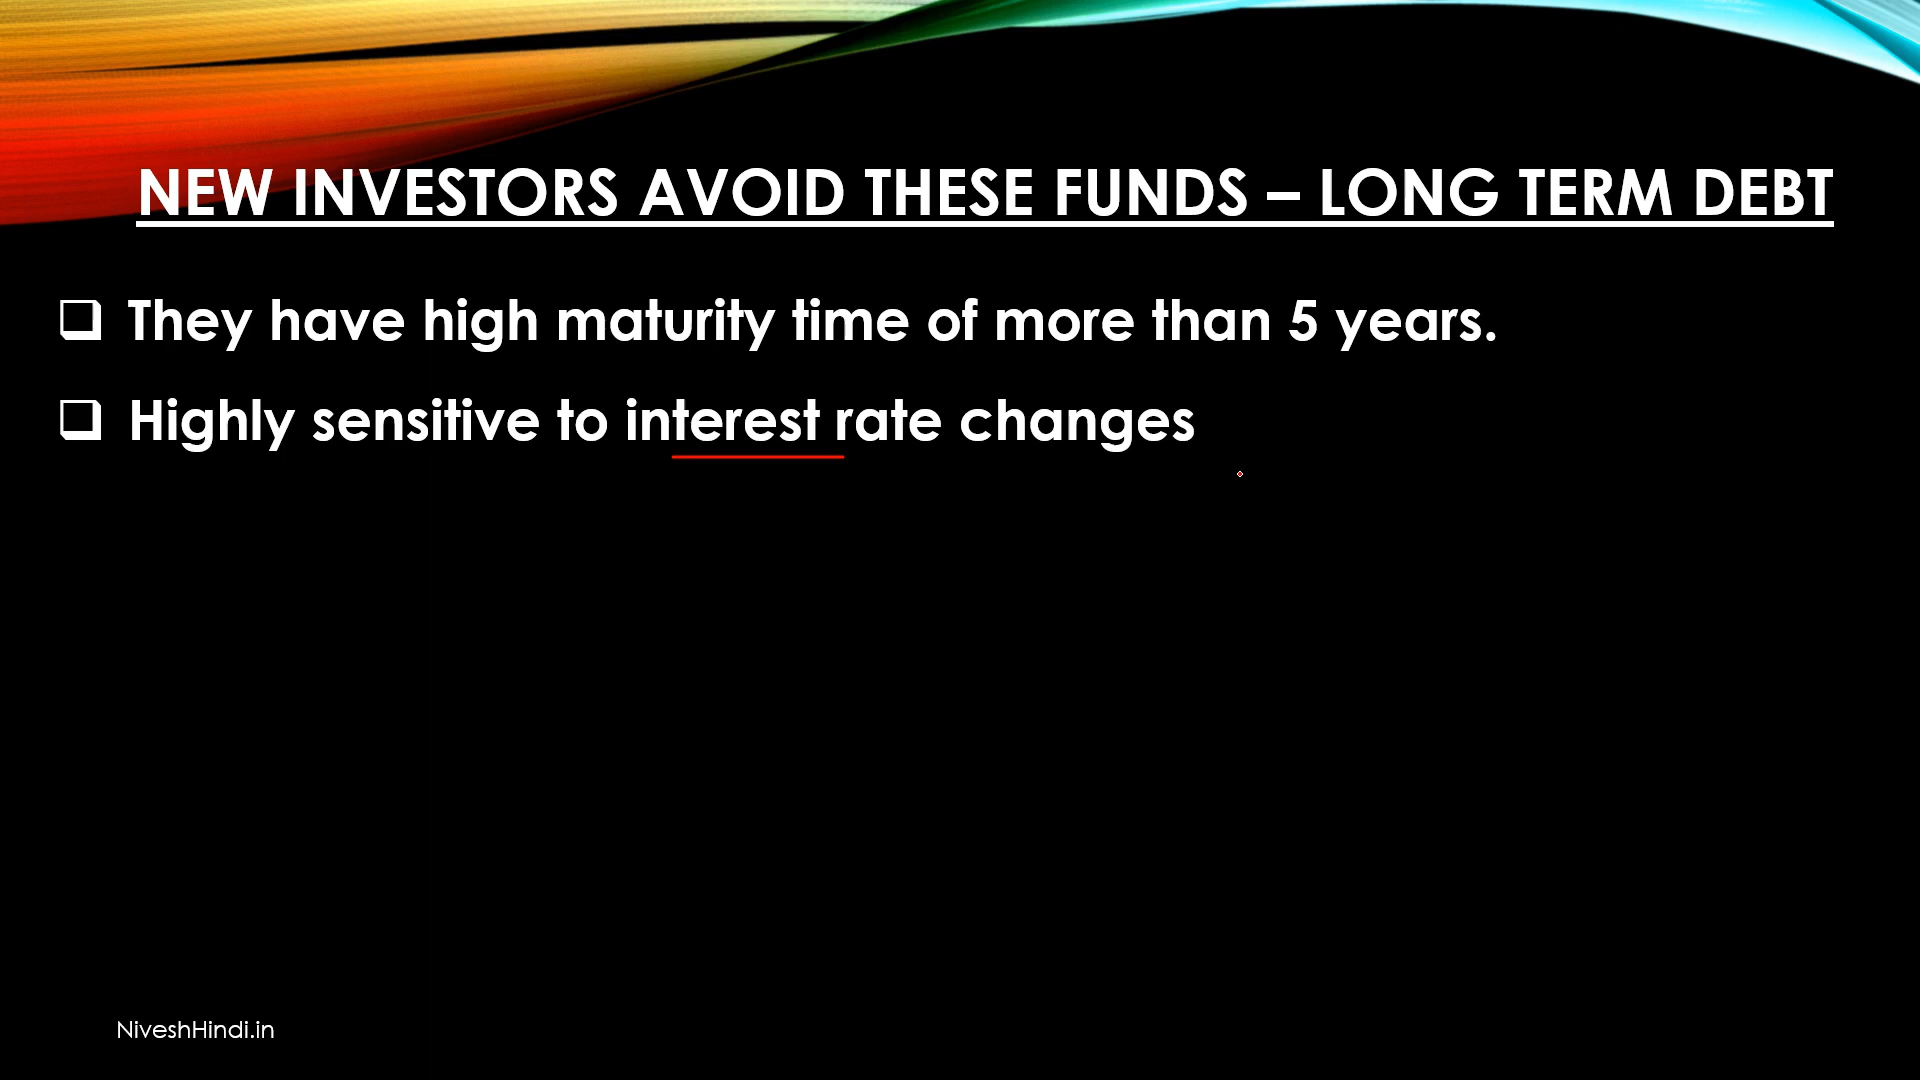 NEW INVESTORS AVOID THESE FUNDS – LONG TERM DEBT
They have high maturity time of more than 5 years.
Highly sensitive to interest rate changes
NiveshHindi.in